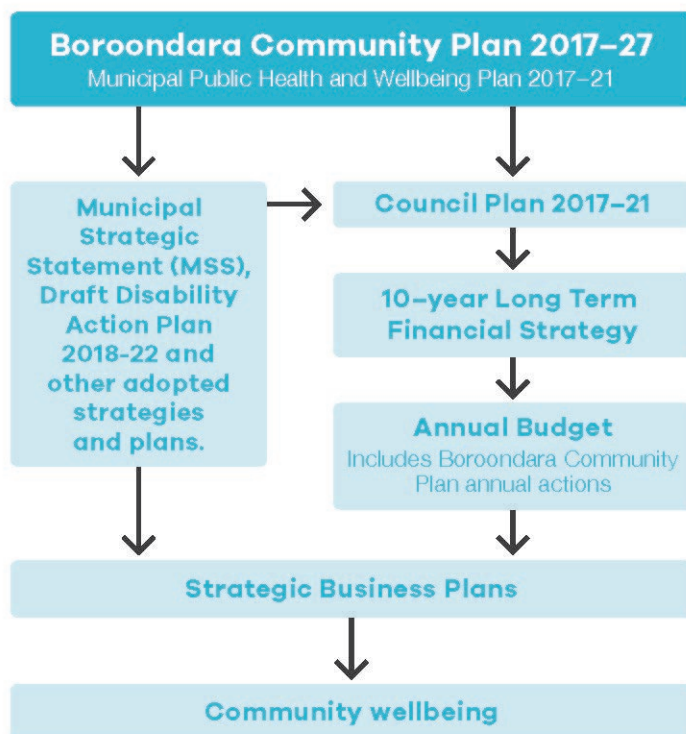 Boroondara Community Plan 2017–27
Municipal Public Health and Wellbeing Plan 2017–21
Municipal
Strategic
Statement (MSS),
Draft Disability
Action Plan
2018-22 and
other adopted
strategies
and plans.
Council Plan 2017–21
10–year Long Term
Financial Strategy
Annual Budget
Includes Boroondara Community
Plan annual actions
Strategic Business Plans
Community wellbeing